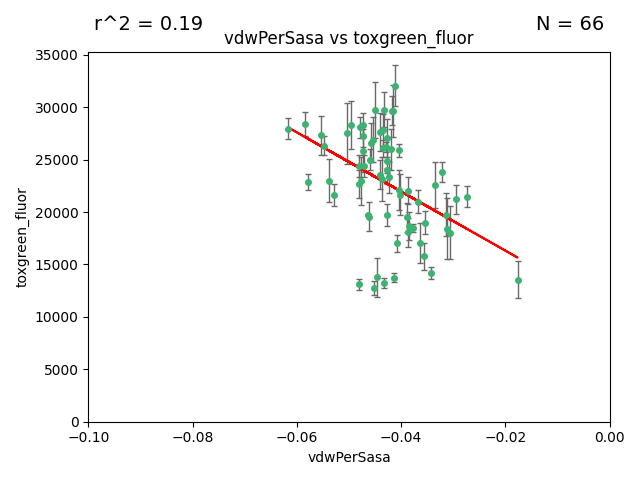 r^2 = 0.19
N = 66
vdwPerSasa vs toxgreen_fluor
35000
30000
25000
20000
15000
10000
5000
0
toxgreen_fluor
−0.10
−0.08
−0.06
−0.04
−0.02
0.00
vdwPerSasa